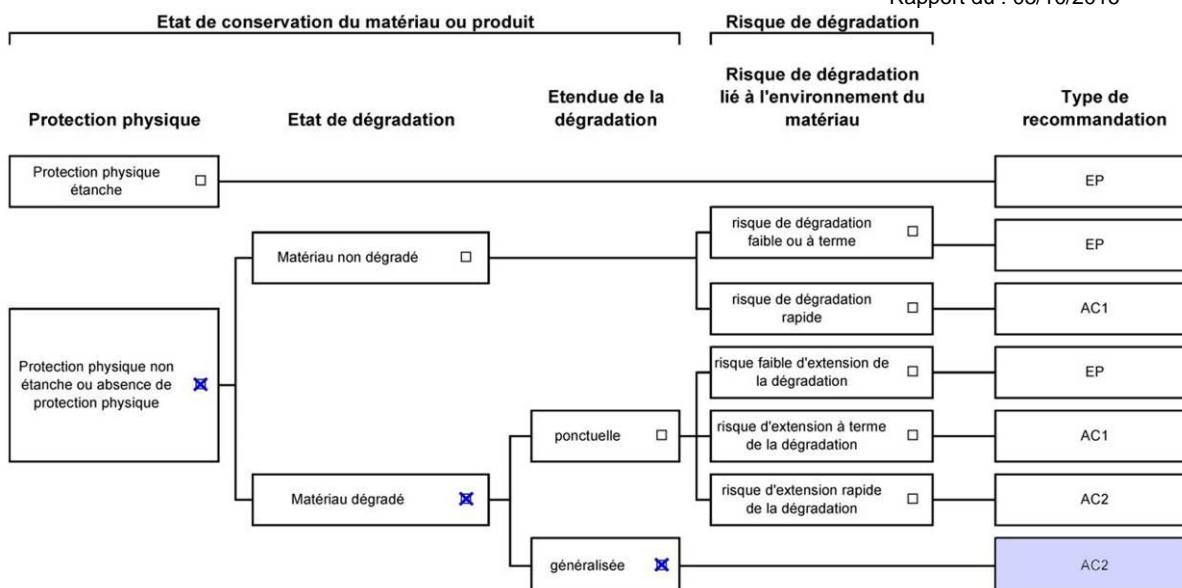 Etat de conservation du matériau ou produit
Risque de dégradation
Protection physique
Etat de dégradation
Etendue de la
dégradation
Risque de dégradation
lié à l'environnement du
matériau
Type de
recommandation
Protection physique
étanche
EP
risque de dégradation
faible ou à terme
EP
Matériau non dégradé
risque de dégradation
rapide
AC1
Protection physique non
étanche ou absence de
protection physique
risque faible d'extension de
la dégradation
EP
ponctuelle
risque d'extension à terme
de la dégradation
AC1
Matériau dégradé
risque d'extension rapide
de la dégradation
AC2
généralisée
AC2